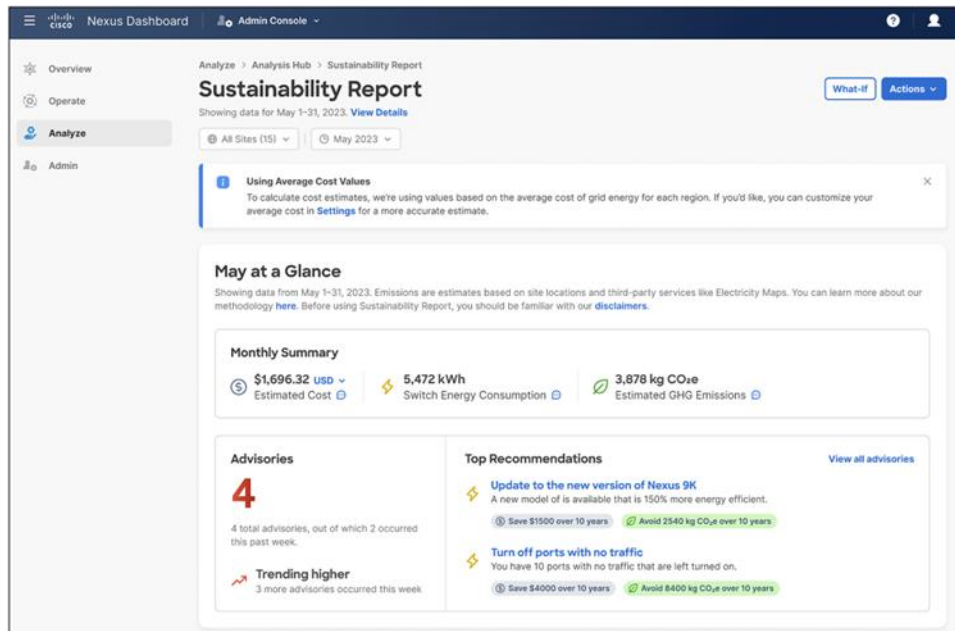 cisco Nexus Dashboard Admin Console
Overview
Operate
Analyze
Admin
Analyze > Analysis Hub > Sustainability Report
Sustainability Report
Showing data for May 1–31, 2023. View Details
What-If
Actions
All Sites (15)
May 2023
Using Average Cost Values
To calculate cost estimates, we're using values based on the average cost of grid energy for each region. If you'd like, you can customize your
average cost in Settings for a more accurate estimate.
May at a Glance
Showing data from May 1–31, 2023. Emissions are estimates based on site locations and third-party services like Electricity Maps. You can learn more about our
methodology here. Before using Sustainability Report, you should be familiar with our disclaimers.
Monthly Summary
$1,696.32 USD
Estimated Cost
5,472 kWh
Switch Energy Consumption
3,878 kg CO₂e
Estimated GHG Emissions
Advisories
4
4 total advisories, out of which 2 occurred
this past week.
Trending higher
3 more advisories occurred this week
Top Recommendations
View all advisories
Update to the new version of Nexus 9K
A new model of is available that is 150% more energy efficient.
Save $1500 over 10 years
Avoid 2540 kg CO₂e over 10 years
Turn off ports with no traffic
You have 10 ports with no traffic that are left turned on.
Save $4000 over 10 years
Avoid 8400 kg CO₂e over 10 years